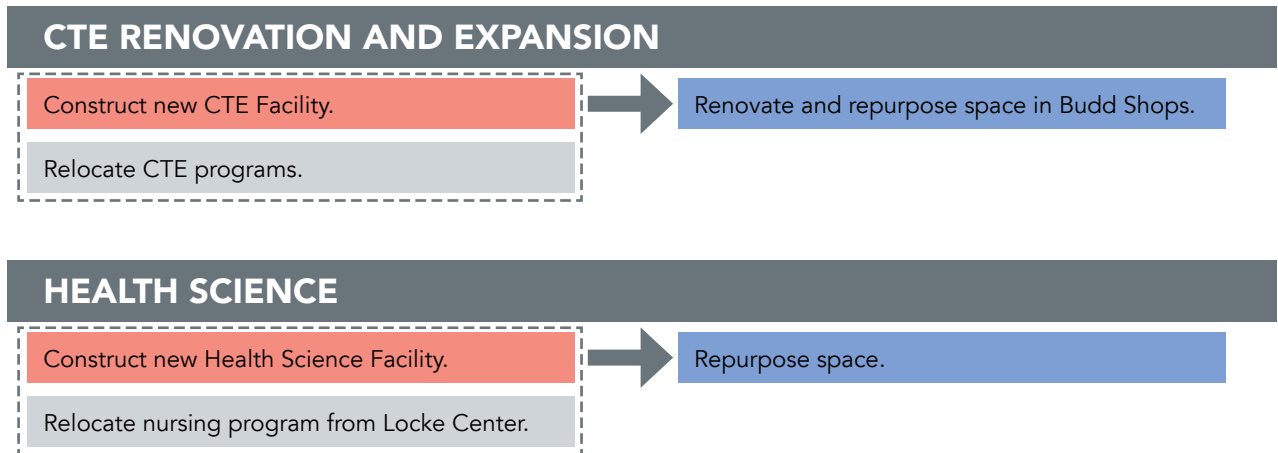 CTE RENOVATION AND EXPANSION
Construct new CTE Facility.
Renovate and repurpose space in Budd Shops.
Relocate CTE programs.
HEALTH SCIENCE
Construct new Health Science Facility.
Repurpose space.
Relocate nursing program from Locke Center.